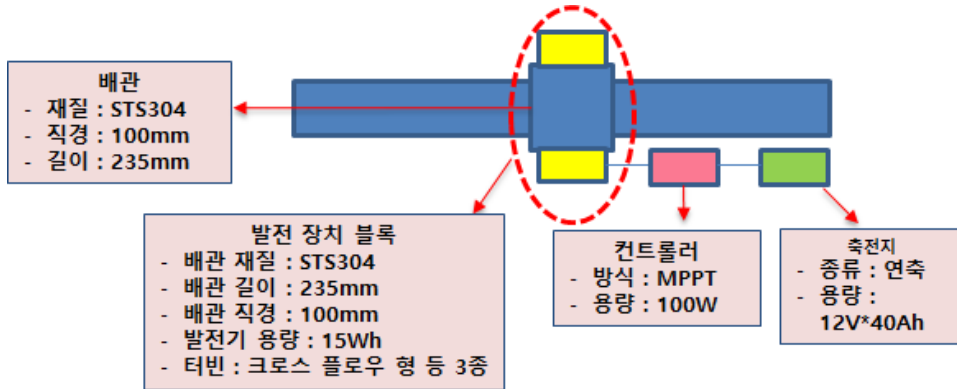 배관
- 재질 : STS304
- 직경 : 100mm
- 길이 : 235mm
발전 장치 블록
- 배관 재질 : STS304
- 배관 길이 : 235mm
- 배관 직경 : 100mm
- 발전기 용량 : 15Wh
- 터빈 : 크로스 플로우 형 등 3종
컨트롤러
- 방식 : MPPT
- 용량 : 100W
축전지
- 종류 : 연축
- 용량 :
12V*40Ah